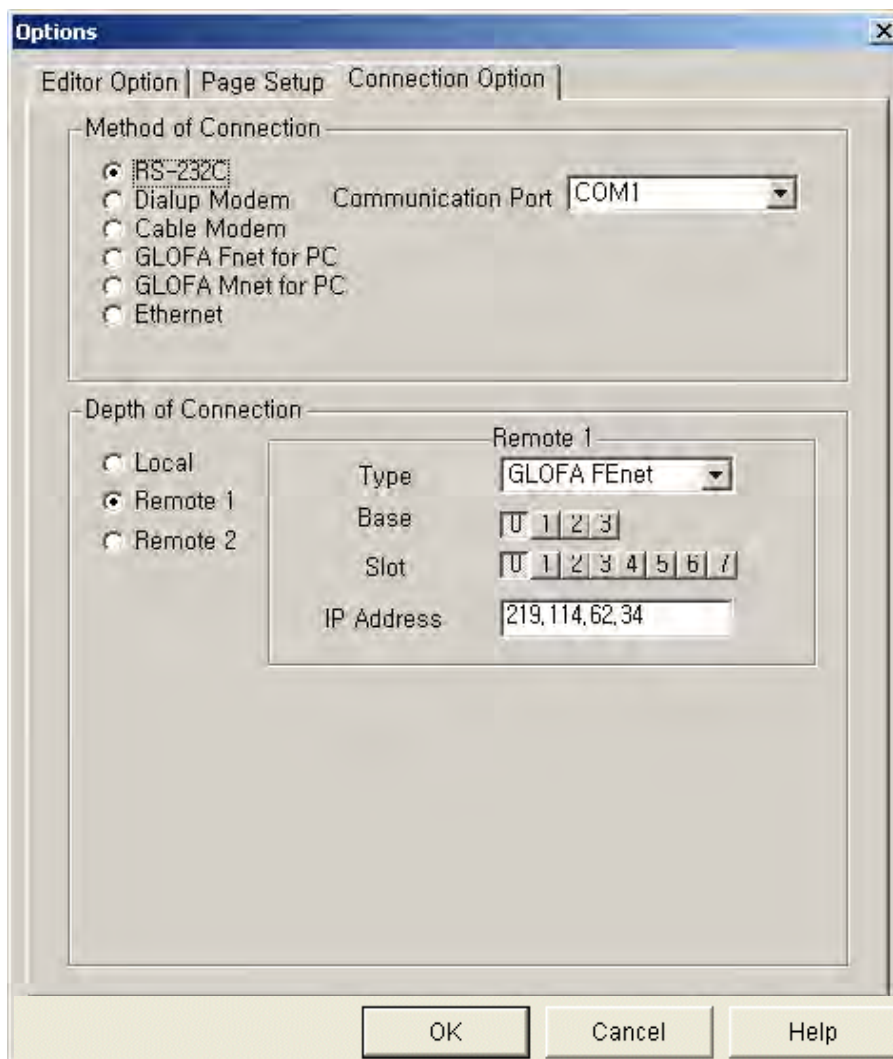 Options
Editor Option | Page Setup Connection Option
Method of Connection
RS-232C
Dialup Modem
Communication Port COM1
Cable Modem
GLOFA Fnet for PC
GLOFA Mnet for PC
Ethernet
Depth of Connection
Remote 1
Local
Type GLOFA FEnet
Remote 1
Base 0 1 2 3
Remote 2
Slot 0 1 2 3 4 5 6 7
IP Address 219,114,62,34
OK Cancel Help